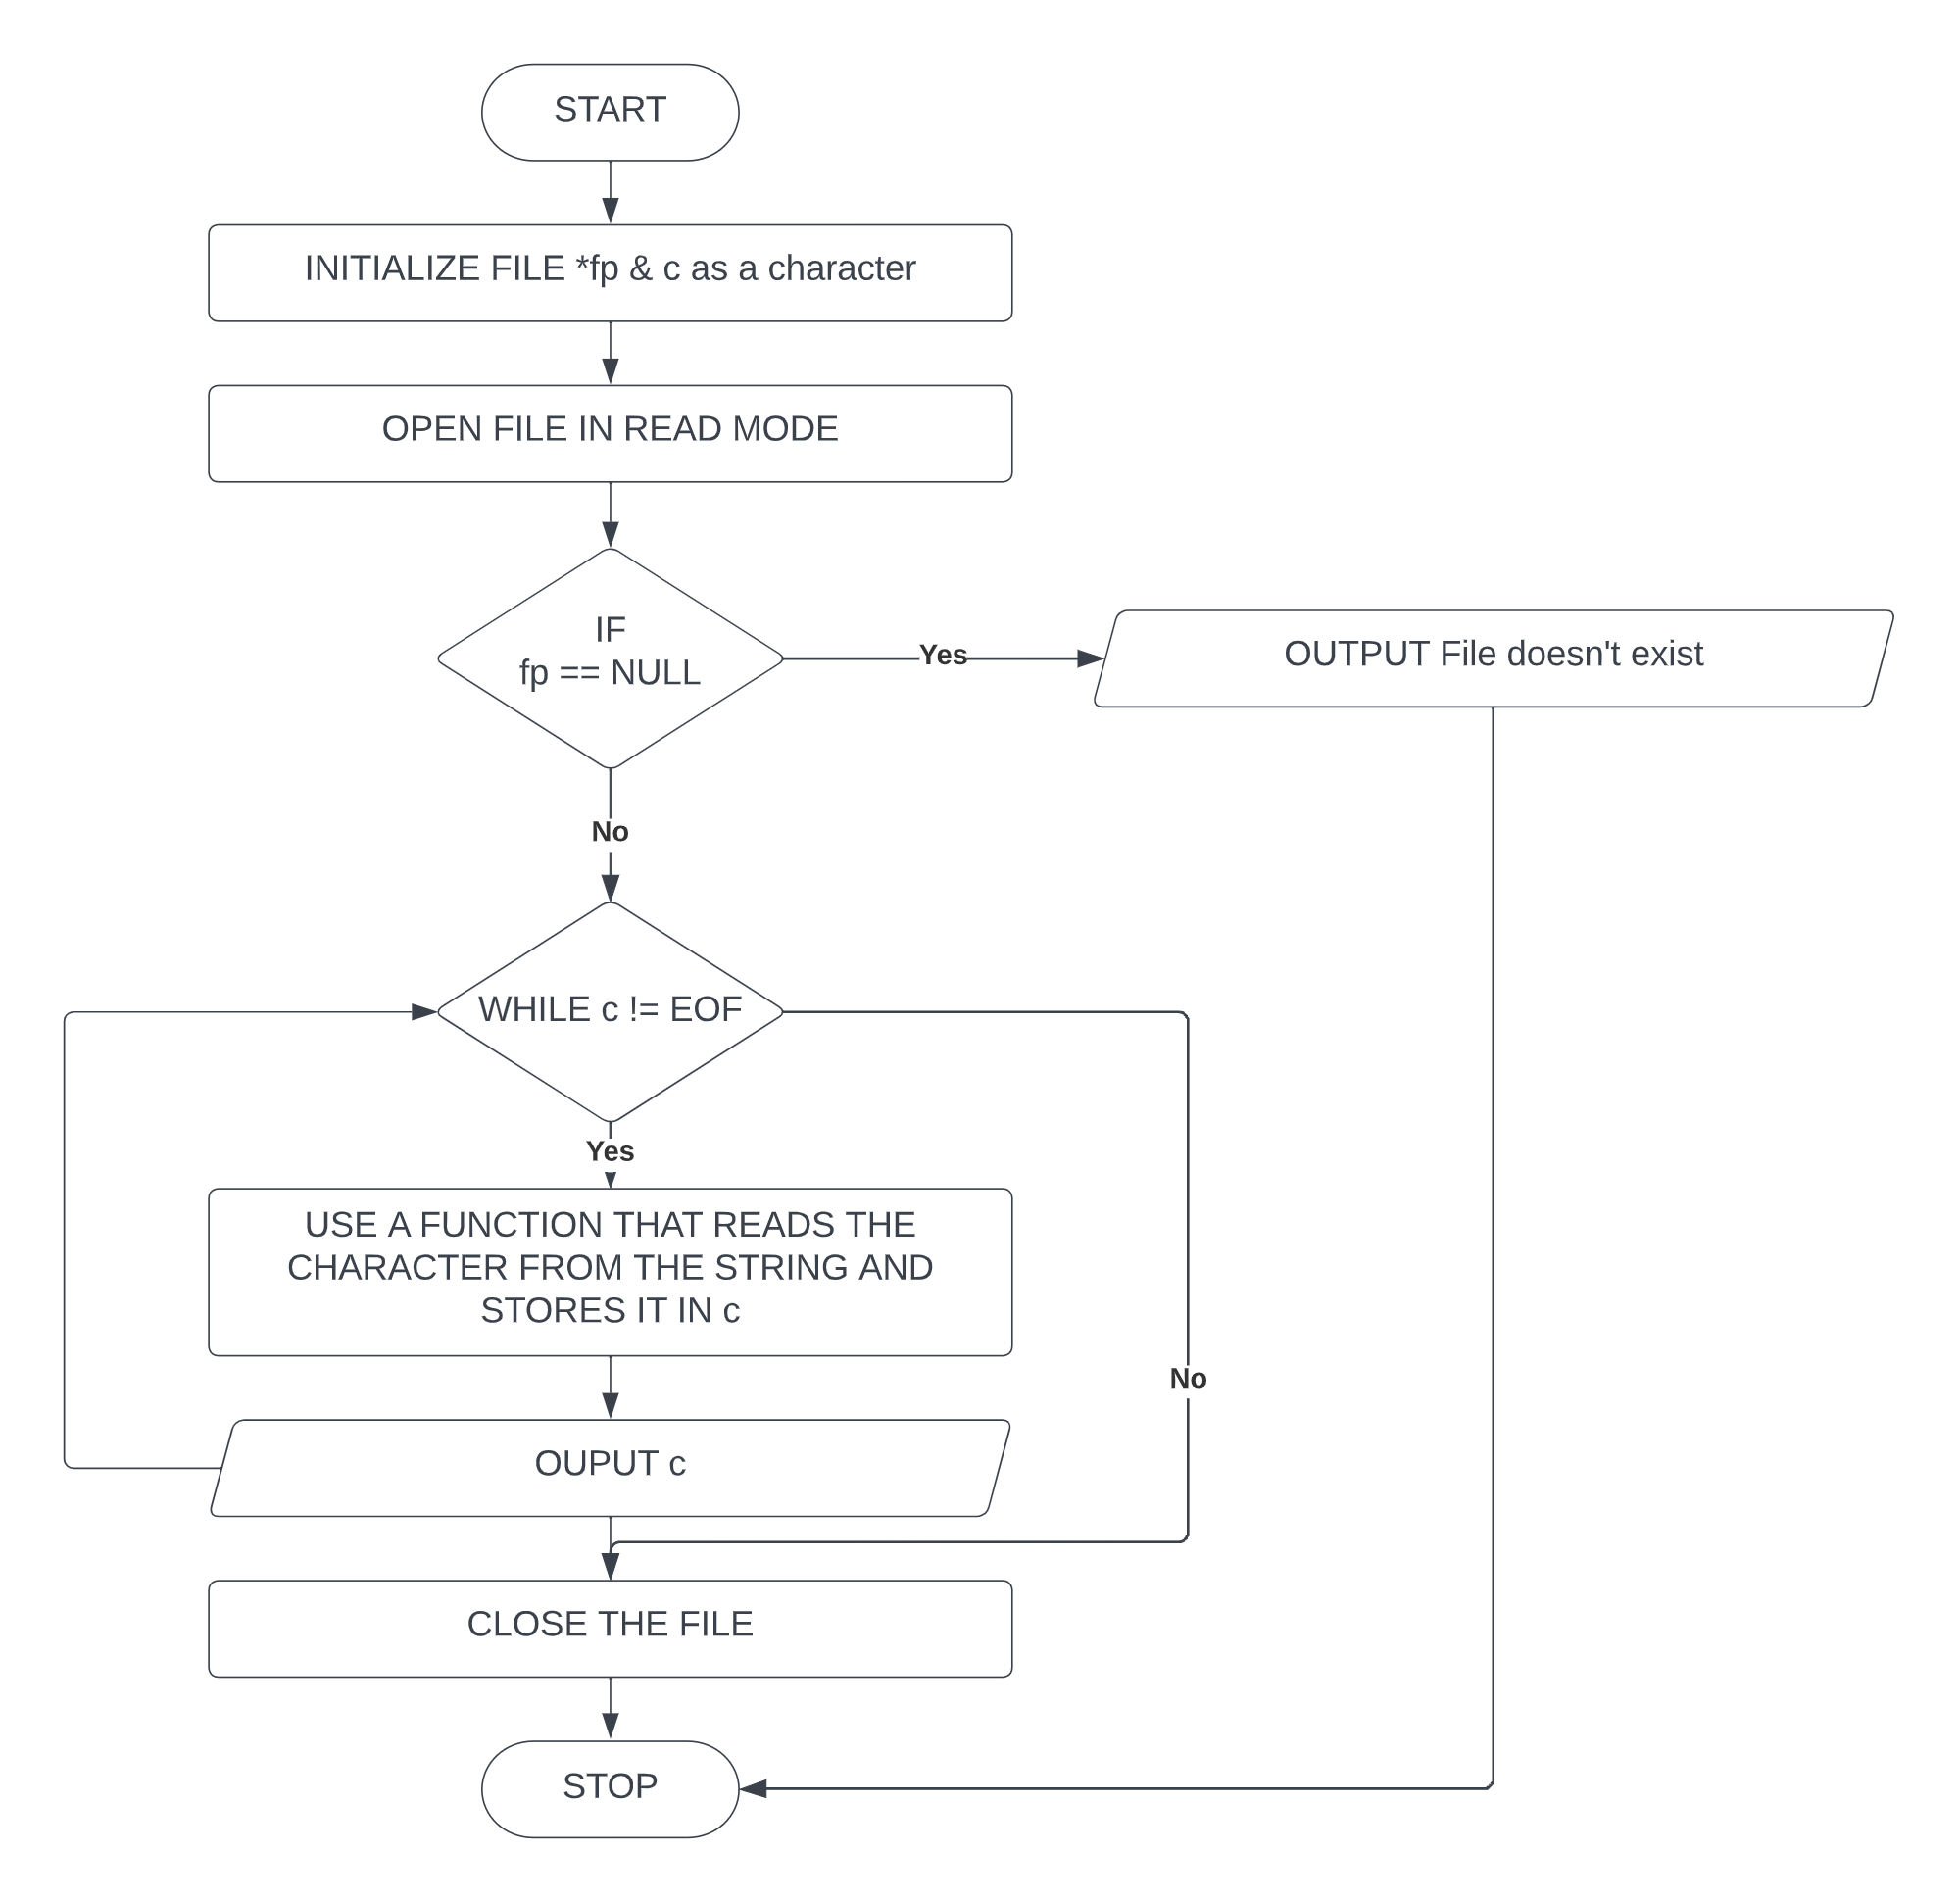 START
INITIALIZE FILE *fp & c as a character
OPEN FILE IN READ MODE
IF
fp == NULL
Yes
OUTPUT File doesn't exist
No
WHILE c != EOF
Yes
USE A FUNCTION THAT READS THE
CHARACTER FROM THE STRING AND
STORES IT IN c
No
OUPUT c
CLOSE THE FILE
STOP